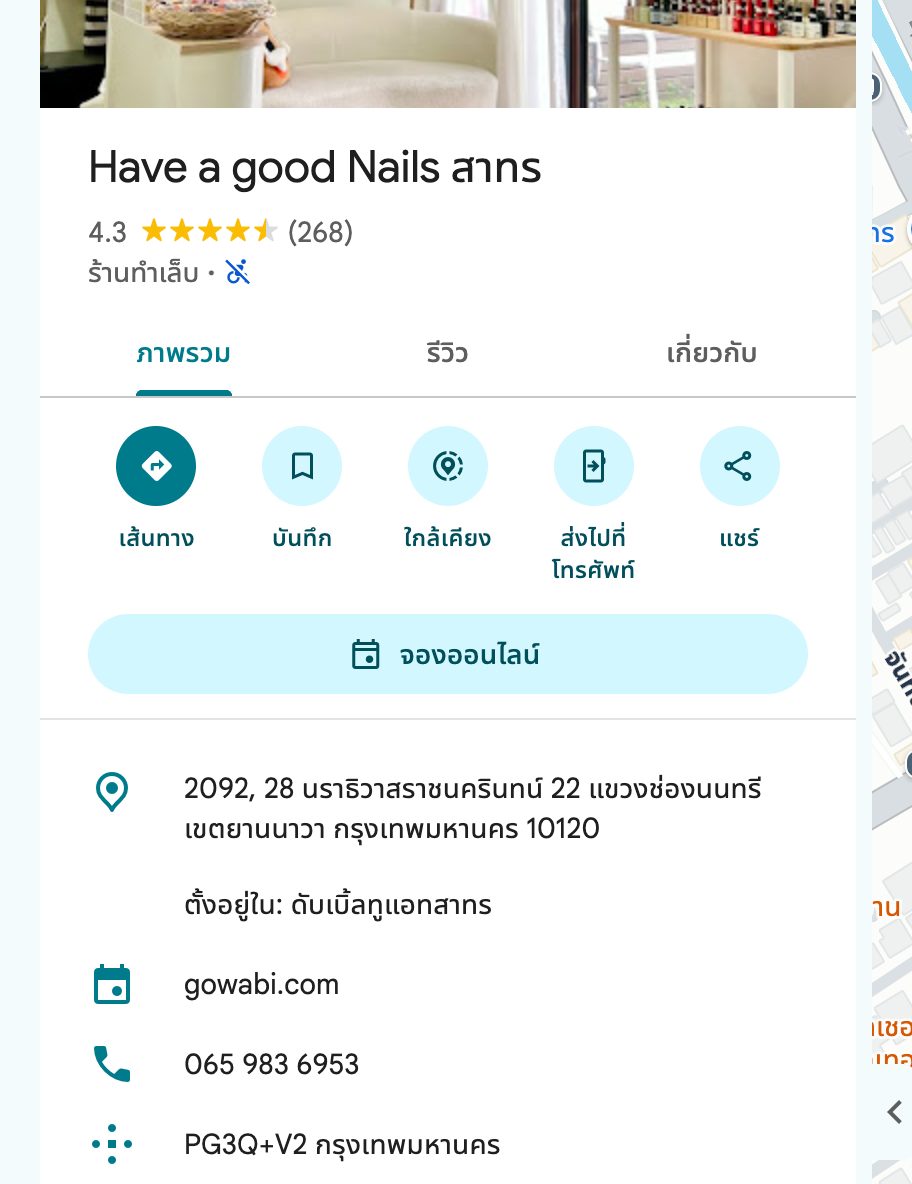 Have a good Nails สาทร
4.3 (268)
ร้านทำเล็บ ·
ภาพรวม รีวิว เกี่ยวกับ
เส้นทาง บันทึก ใกล้เคียง ส่งไปที่ แชร์
โทรศัพท์
จองออนไลน์
2092, 28 นราธิวาสราชนครินทน์ 22 แขวงช่องนนทรี
เขตยานนาวา กรุงเทพมหานคร 10120
ตั้งอยู่ใน: ดับเบิ้ลทูแอทสาทร
gowabi.com
065 983 6953
PG3Q+V2 กรุงเทพมหานคร